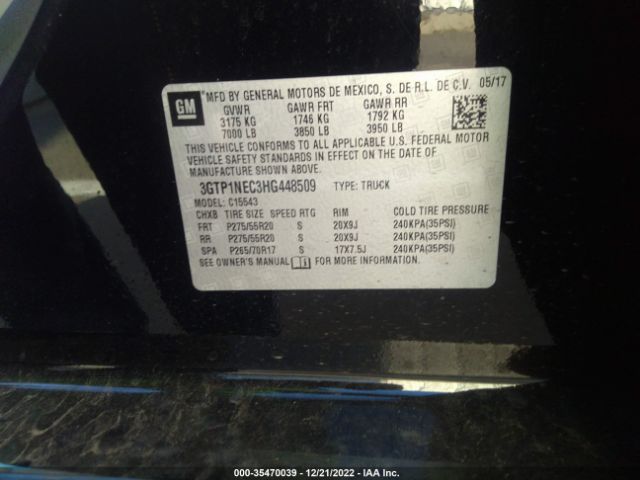 GM
MFD BY GENERAL MOTORS DE MEXICO, S. DE R.L. DE C.V. 05/17
GVWR GAWR FRT GAWR RR
3175 KG 1746 KG 1792 KG
7000 LB 3850 LB 3950 LB
THIS VEHICLE CONFORMS TO ALL APPLICABLE U.S. FEDERAL MOTOR
VEHICLE SAFETY STANDARDS IN EFFECT ON THE DATE OF
MANUFACTURE SHOWN ABOVE.
3GTP1NEC3HG448509 TYPE: TRUCK
MODEL: C15543
CHXB TIRE SIZE SPEED RTG RIM COLD TIRE PRESSURE
FRT P275/55R20 S 20X9J 240KPA(35PSI)
RR P275/55R20 S 20X9J 240KPA(35PSI)
SPA P265/70R17 S 17X7.5J 240KPA(35PSI)
SEE OWNER'S MANUAL FOR MORE INFORMATION.
000-35470039 - 12/21/2022 - IAA Inc.